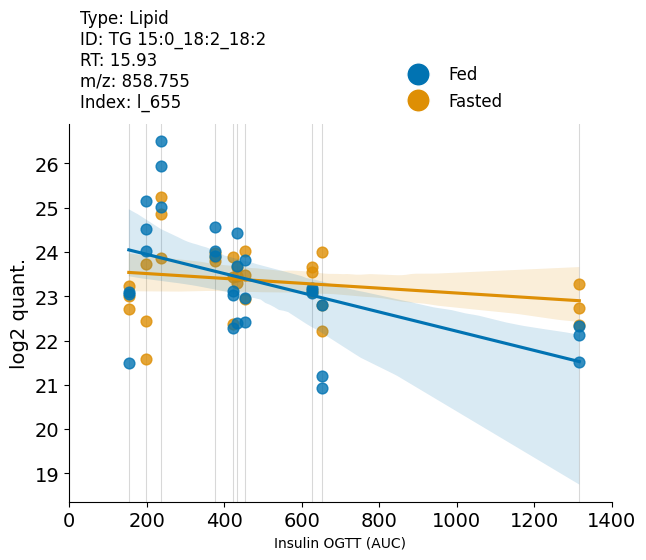 Type: Lipid
ID: TG 15:0_18:2_18:2
RT: 15.93
m/z: 858.755
Index: l_655
Fed
Fasted
26
25
24
23
22
21
20
19
log2 quant.
0 200 400 600 800 1000 1200 1400
Insulin OGTT (AUC)